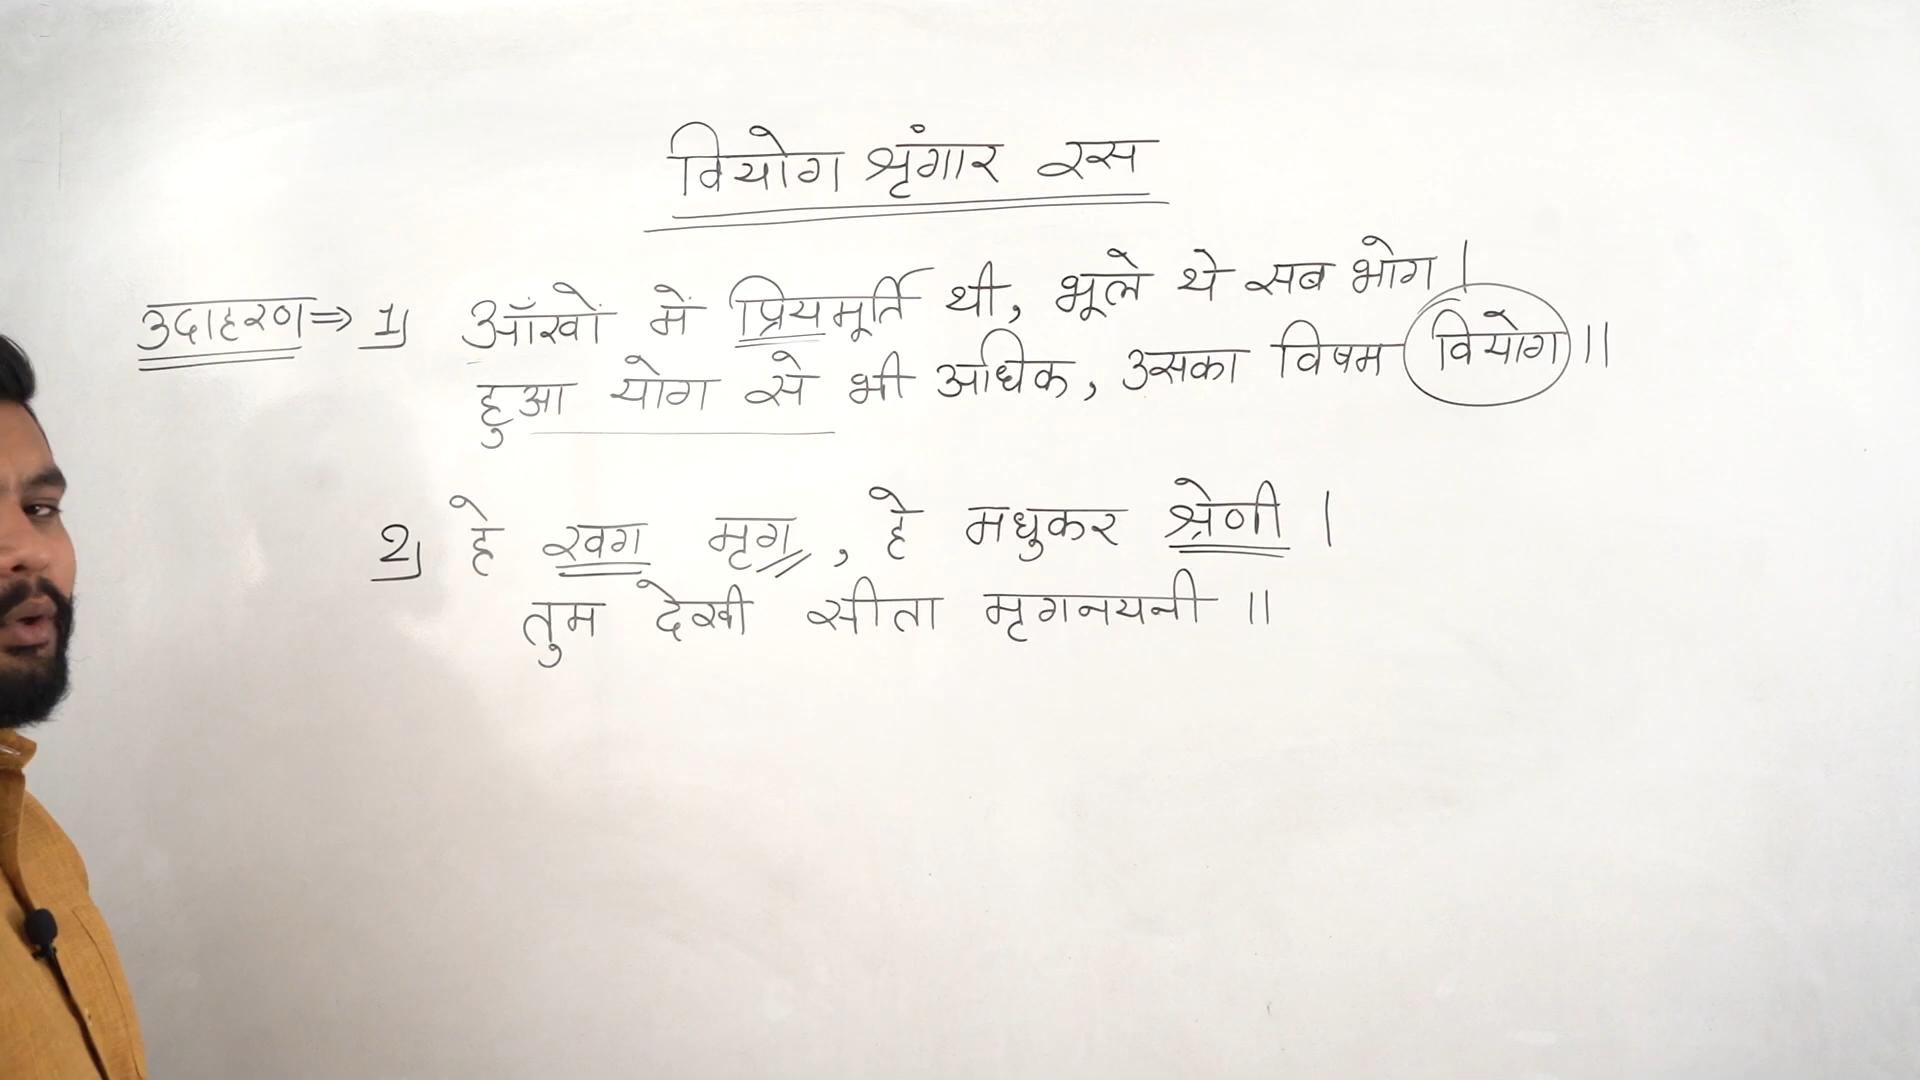 वियोग श्रृंगार रस
उदाहरण ⇒ 1) आँखों में प्रियमूर्ति थी, भूले थे सब भोग |
हुआ योग से भी अधिक, उसका विषम वियोग ||
2) हे खग मृग, हे मधुकर श्रेणी |
तुम देखी सीता मृगनयनी ||